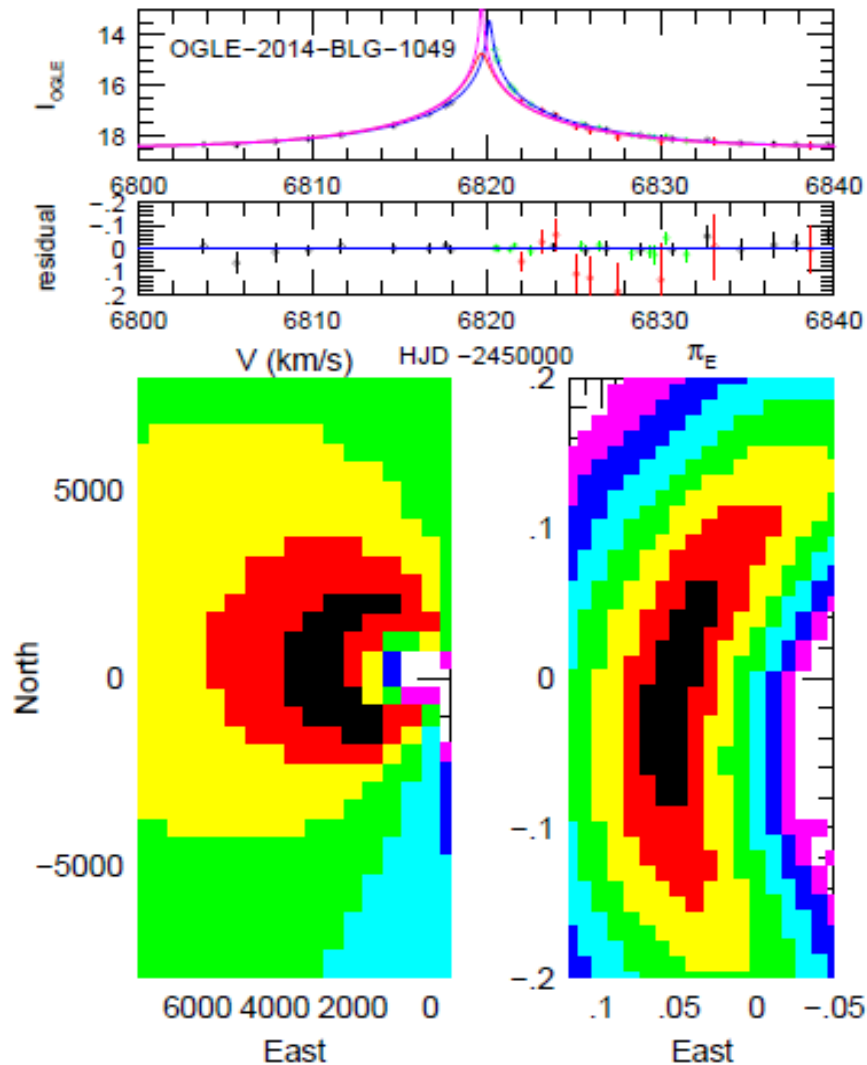 OGLE−2014−BLG−1049
I_OGLE
14
16
18
6800 6810 6820 6830 6840
residual
−.2
−.1
0
.1
.2
6800 6810 6820 6830 6840
V (km/s) HJD −2450000 π_E
North
5000
0
−5000
6000 4000 2000 0
East
.2
.1
0
−.1
−.2
.1 .05 0 −.05
East